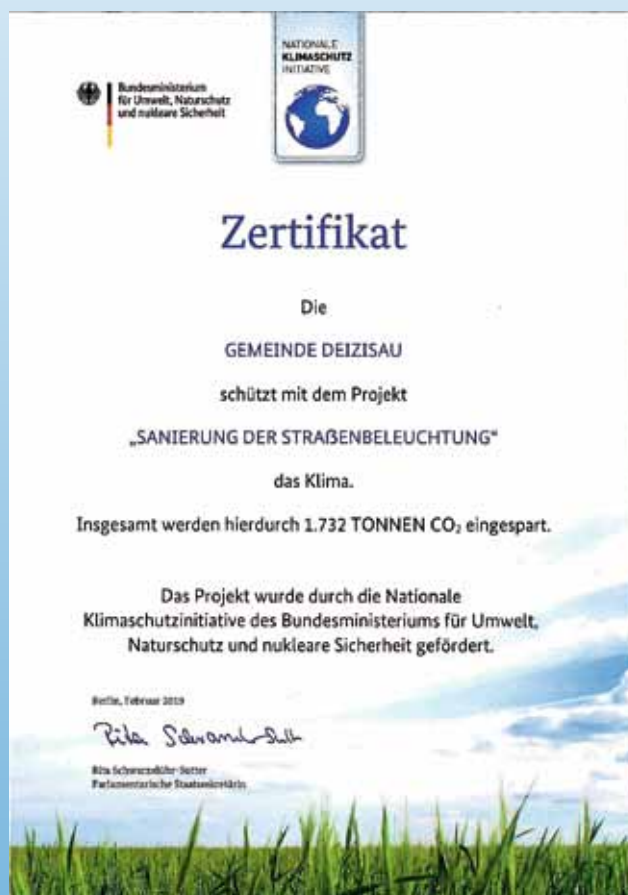 Bundesministerium
für Umwelt, Naturschutz
und nukleare Sicherheit
NATIONALE
KLIMASCHUTZ
INITIATIVE
Zertifikat
Die
GEMEINDE DEIZISAU
schützt mit dem Projekt
„SANIERUNG DER STRAßENBELEUCHTUNG“
das Klima.
Insgesamt werden hierdurch 1.732 TONNEN CO₂ eingespart.
Das Projekt wurde durch die Nationale
Klimaschutzinitiative des Bundesministeriums für Umwelt,
Naturschutz und nukleare Sicherheit gefördert.
Berlin, Februar 2019
Rita Schwarzelühr-Sutter
Parlamentarische Staatssekretärin